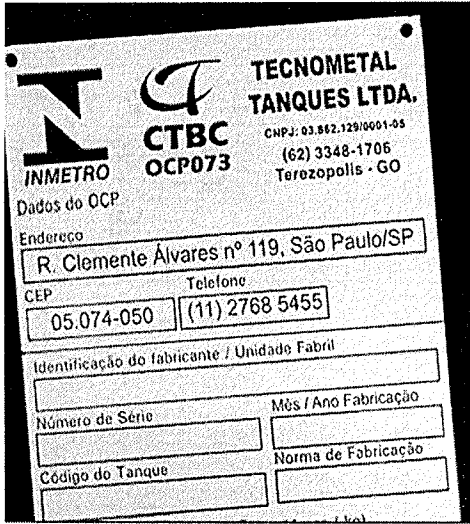 TECNOMETAL
TANQUES LTDA.
CNPJ: 03.862.129/0001-05
(62) 3348-1706
Terezopolis - GO
CTBC
OCP073
INMETRO
Dados do OCP
Endereço
R. Clemente Álvares nº 119, São Paulo/SP
CEP
Telefone
05.074-050
(11) 2768 5455
Identificação do fabricante / Unidade Fabril
Número de Série
Mês / Ano Fabricação
Código do Tanque
Norma de Fabricação